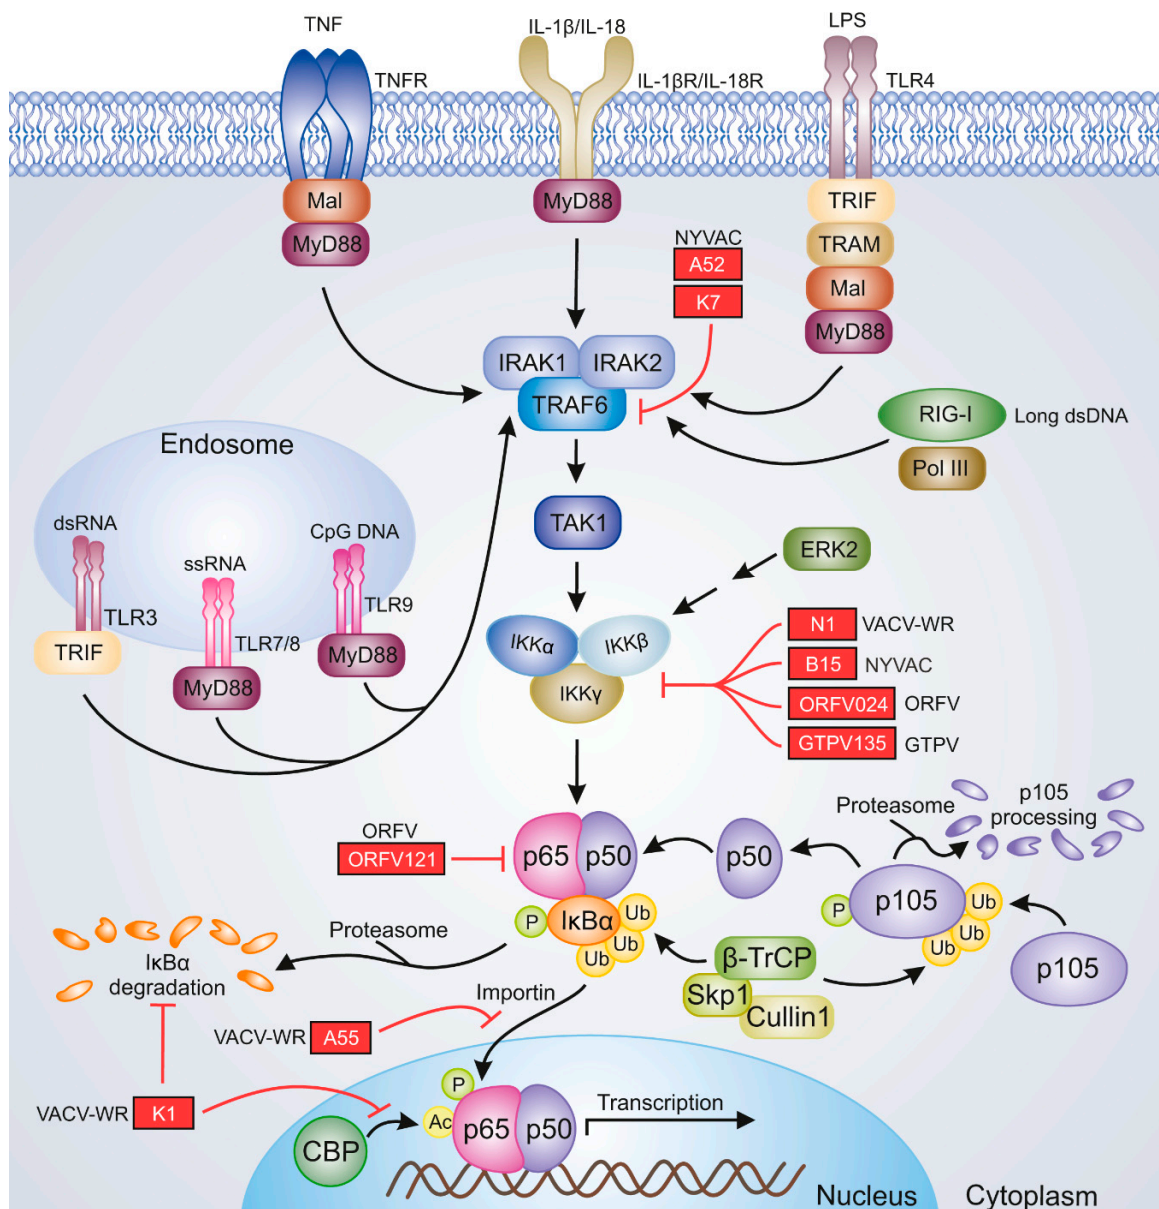 TNF
IL-1β/IL-18
LPS
TNFR
IL-1βR/IL-18R
TLR4
Mal
MyD88
MyD88
TRIF
TRAM
Mal
MyD88
NYVAC
A52
K7
IRAK1
IRAK2
TRAF6
RIG-I
Long dsDNA
Pol III
Endosome
dsRNA
CpG DNA
ssRNA
TLR3
TLR9
TLR7/8
TRIF
MyD88
MyD88
TAK1
ERK2
IKKα
IKKβ
IKKγ
N1
VACV-WR
B15
NYVAC
ORFV024
ORFV
GTPV135
GTPV
Proteasome
p105
processing
ORFV
ORFV121
p65
p50
p50
p105
P
Ub
Ub
Ub
p105
P
IκBα
Ub
Ub
Ub
β-TrCP
Skp1
Cullin1
Proteasome
IκBα
degradation
Importin
VACV-WR
A55
VACV-WR
K1
P
Ac
p65
p50
CBP
Transcription
Nucleus
Cytoplasm